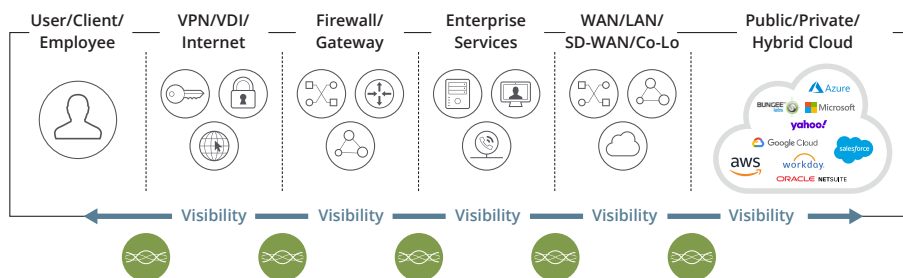 User/Client/
Employee
VPN/VDI/
Internet
Firewall/
Gateway
Enterprise
Services
WAN/LAN/
SD-WAN/Co-Lo
Public/Private/
Hybrid Cloud
Azure
BUNGEE
labs
Microsoft
yahoo!
Google Cloud
salesforce
aws
workday.
ORACLE NETSUITE
Visibility
Visibility
Visibility
Visibility
Visibility